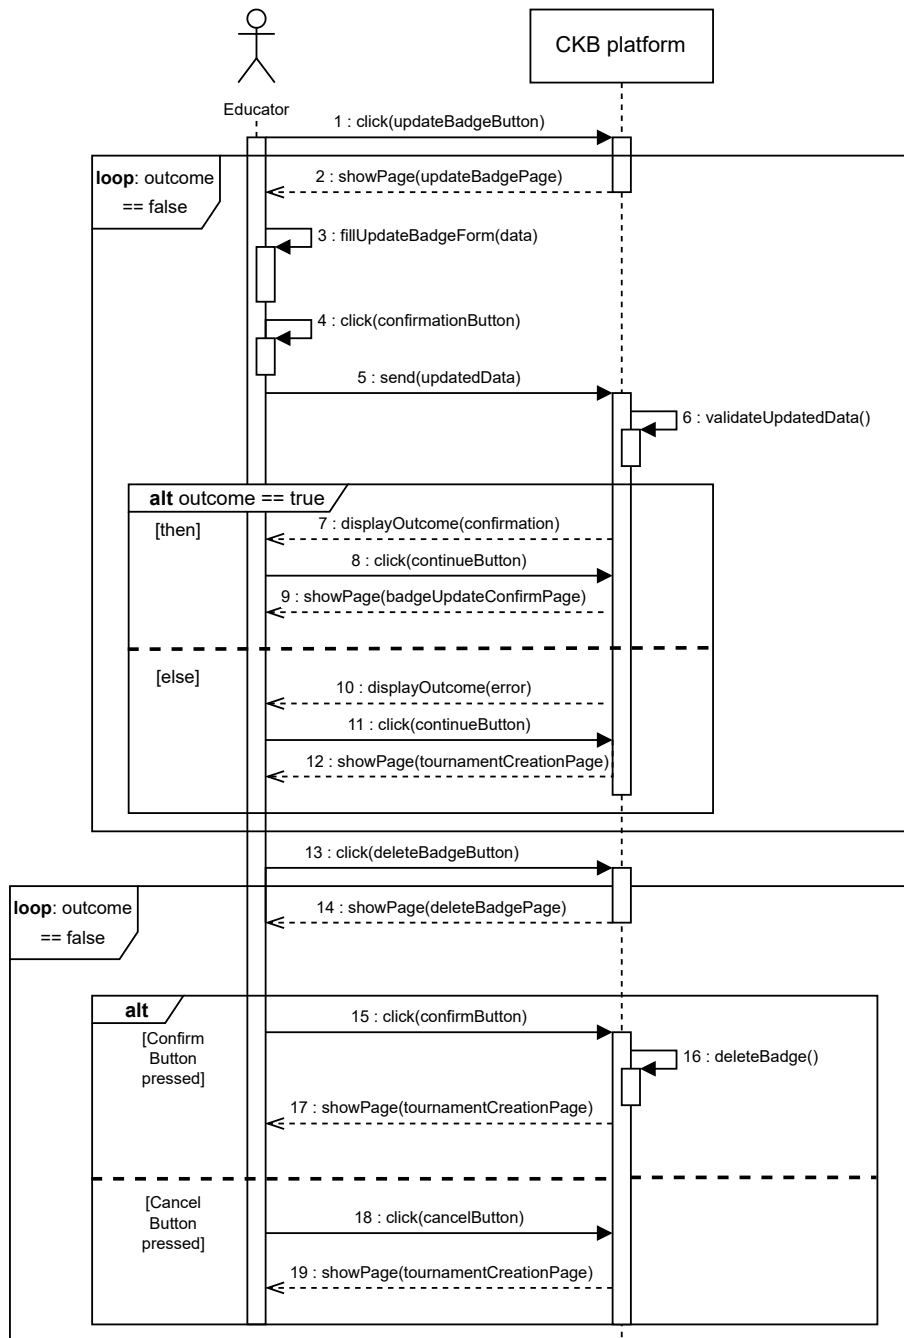 CKB platform
Educator
1 : click(updateBadgeButton)
loop: outcome
== false
2 : showPage(updateBadgePage)
3 : fillUpdateBadgeForm(data)
4 : click(confirmationButton)
5 : send(updatedData)
6 : validateUpdatedData()
alt outcome == true
[then]
7 : displayOutcome(confirmation)
8 : click(continueButton)
9 : showPage(badgeUpdateConfirmPage)
[else]
10 : displayOutcome(error)
11 : click(continueButton)
12 : showPage(tournamentCreationPage)
13 : click(deleteBadgeButton)
loop: outcome
== false
14 : showPage(deleteBadgePage)
alt
15 : click(confirmButton)
[Confirm
Button
pressed]
16 : deleteBadge()
17 : showPage(tournamentCreationPage)
[Cancel
Button
pressed]
18 : click(cancelButton)
19 : showPage(tournamentCreationPage)